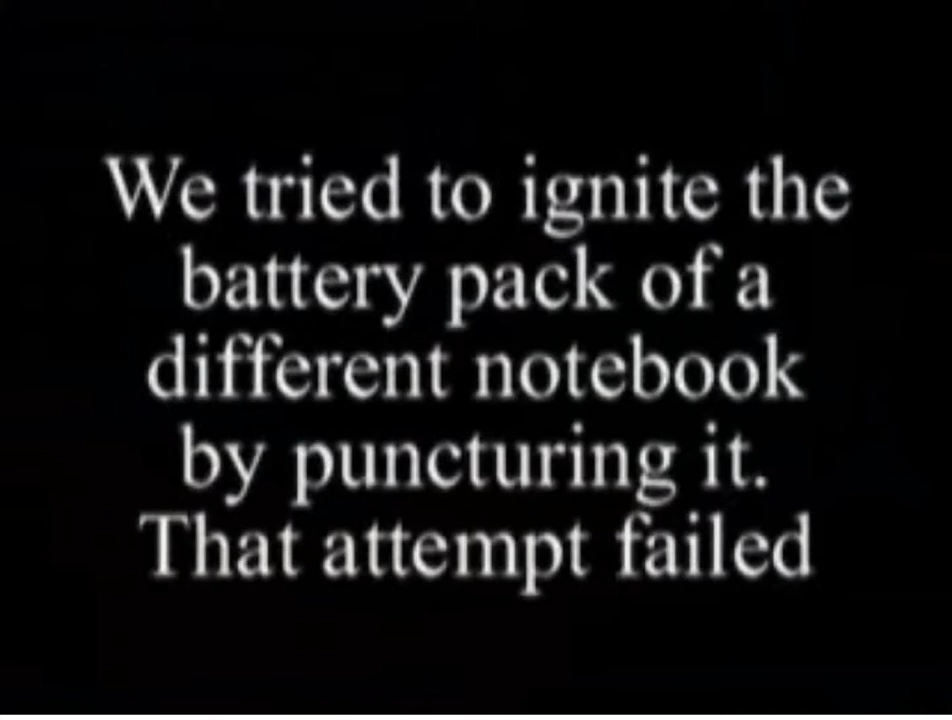 We tried to ignite the
battery pack of a
different notebook
by puncturing it.
That attempt failed